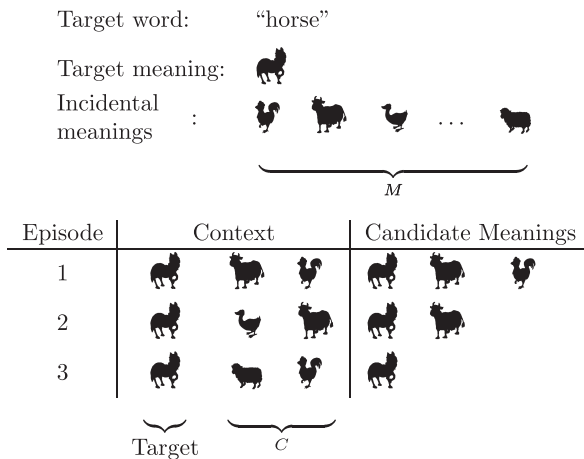 Target word: “horse”
Target meaning:
Incidental
meanings :
. . .
M
Episode Context Candidate Meanings
1
2
3
Target C